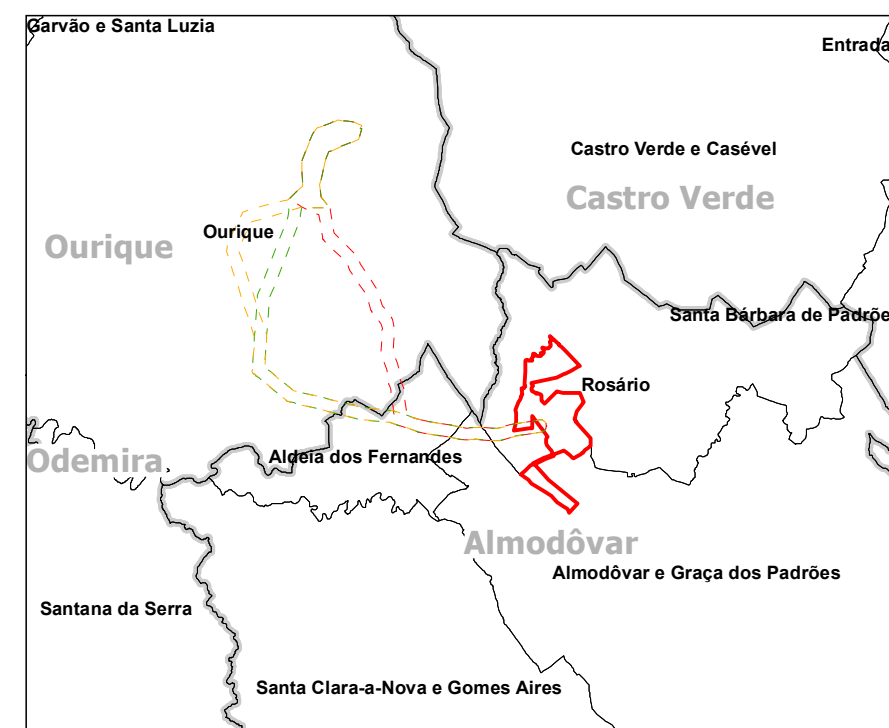 Garvão e Santa Luzia
Entrada
Castro Verde e Casével
Castro Verde
Ourique
Ourique
Santa Bárbara de Padrõe
Rosário
Aldeia dos Fernandes
Odemira
Almodôvar
Almodôvar e Graça dos Padrões
Santana da Serra
Santa Clara-a-Nova e Gomes Aires